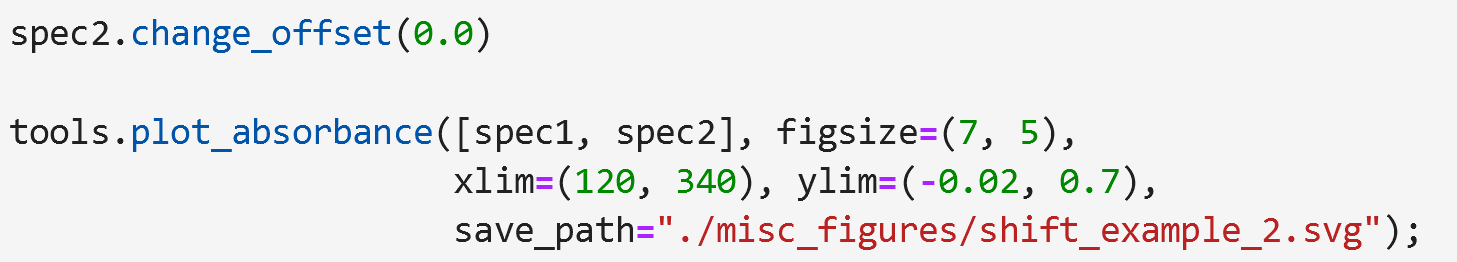 spec2.change_offset(0.0)
tools.plot_absorbance([spec1, spec2], figsize=(7, 5),
xlim=(120, 340), ylim=(-0.02, 0.7),
save_path="./misc_figures/shift_example_2.svg");